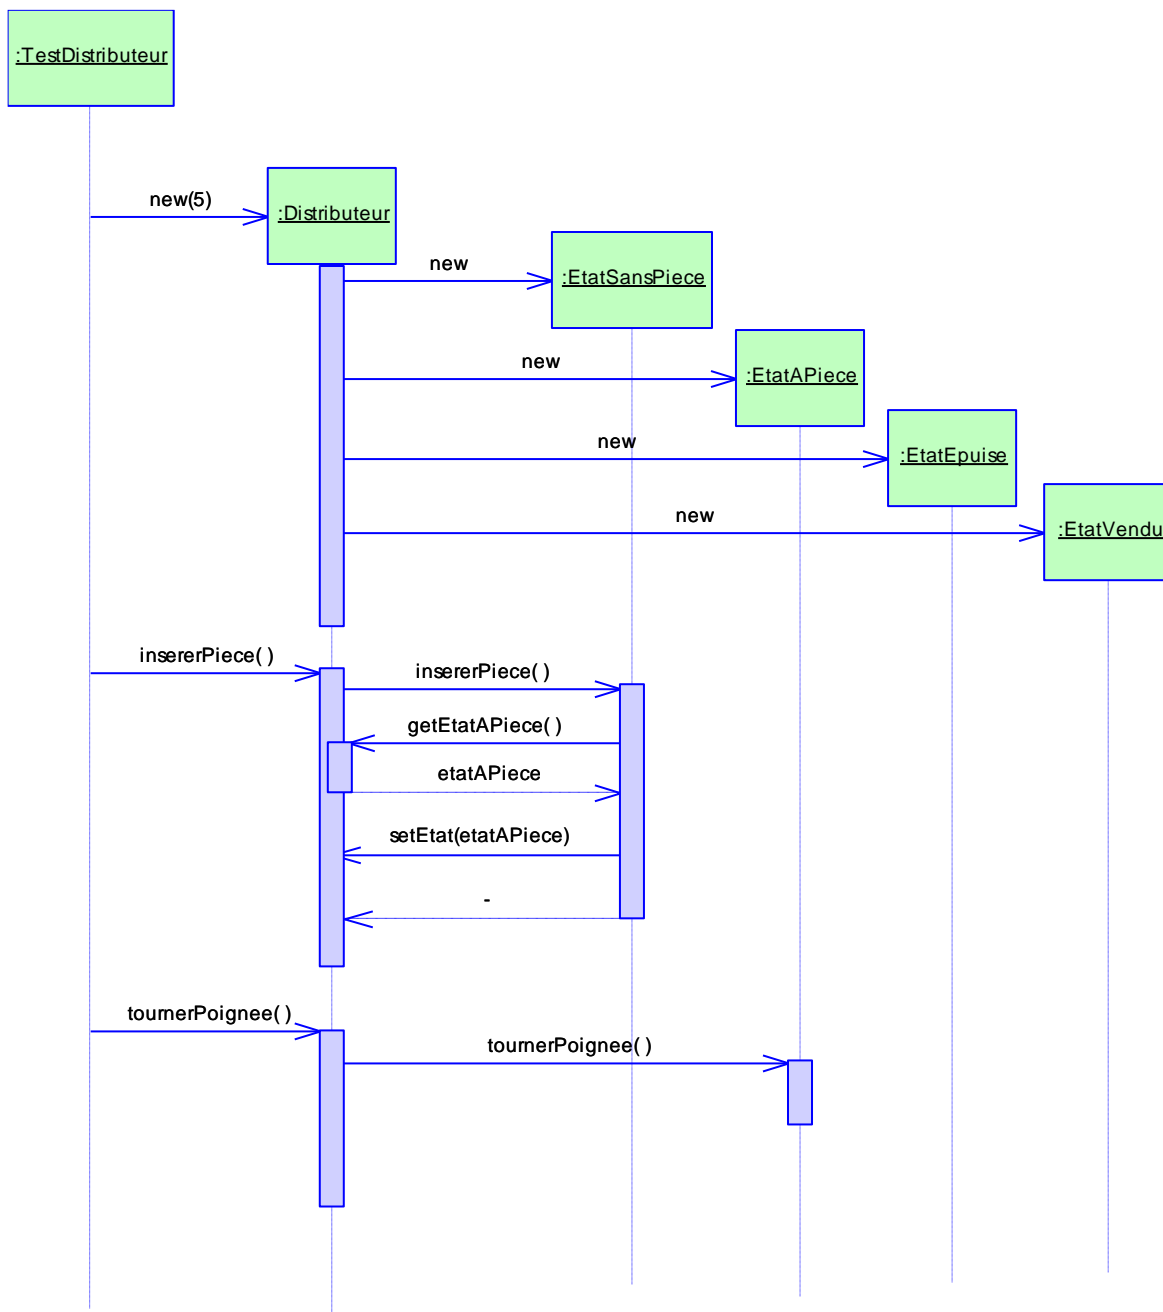 :TestDistributeur
new(5)
:Distributeur
new
:EtatSansPiece
new
:EtatAPiece
new
:EtatEpuise
new
:EtatVendu
insererPiece( )
insererPiece( )
getEtatAPiece( )
etatAPiece
setEtat(etatAPiece)
-
tournerPoignee( )
tournerPoignee( )